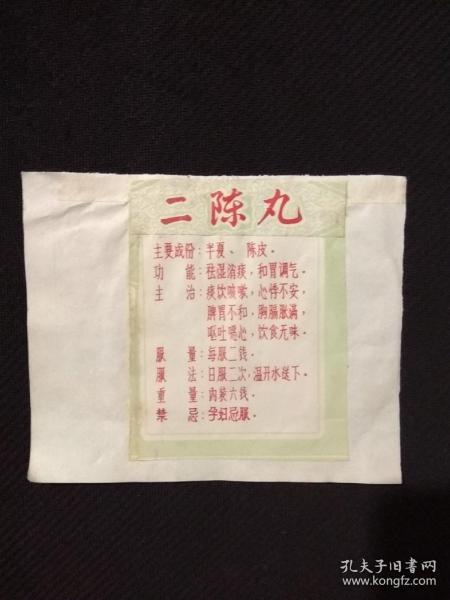 二陈丸
主要成份：半夏、陈皮。
功能：祛湿消痰，和胃调气。
主治：痰饮咳嗽，心悸不安，
脾胃不和，胸膈胀满，
呕吐噁心，饮食无味。
服量：每服二钱。
服法：日服二次，温开水送下。
重量：内装六钱。
禁忌：孕妇忌服。
孔夫子旧书网
www.kongfz.com